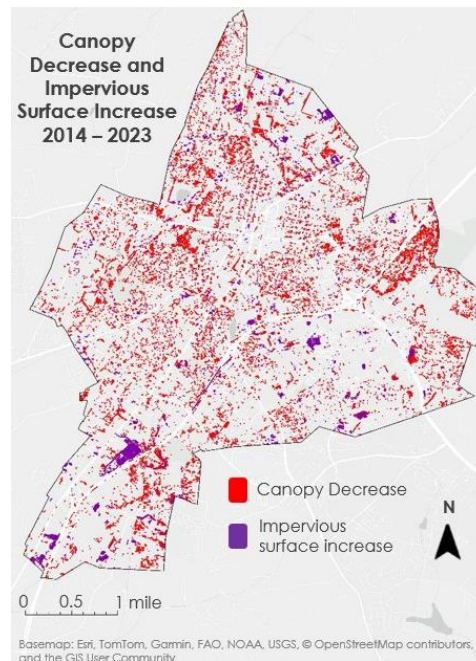 Canopy
Decrease and
Impervious
Surface Increase
2014 – 2023
Canopy Decrease
Impervious
surface increase
N
0 0.5 1 mile
Basemap: Esri, TomTom, Garmin, FAO, NOAA, USGS, © OpenStreetMap contributors,
and the GIS User Community